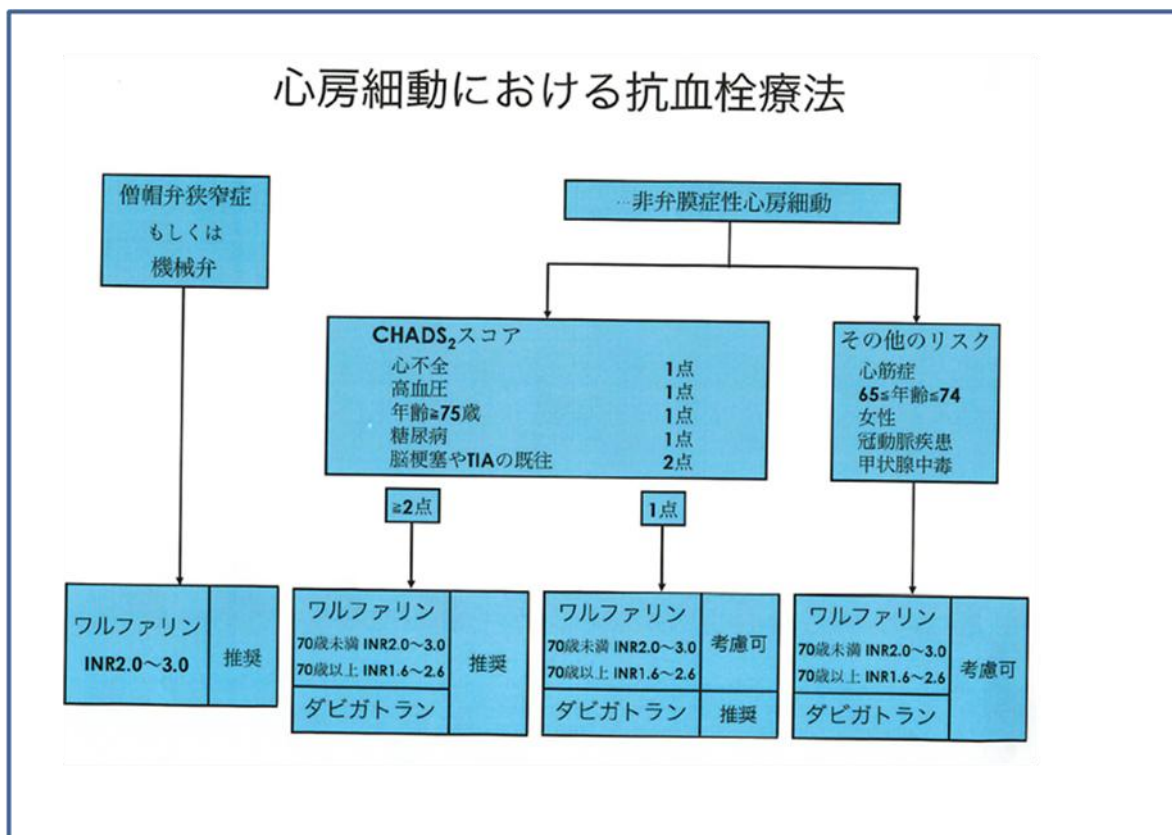 心房細動における抗血栓療法
僧帽弁狭窄症
もしくは
機械弁
非弁膜症性心房細動
CHADS₂スコア
心不全 1点
高血圧 1点
年齢≧75歳 1点
糖尿病 1点
脳梗塞やTIAの既往 2点
その他のリスク
心筋症
65≦年齢≦74
女性
冠動脈疾患
甲状腺中毒
≧2点
1点
ワルファリン
INR2.0～3.0
推奨
ワルファリン
70歳未満 INR2.0～3.0
70歳以上 INR1.6～2.6
ダビガトラン
推奨
ワルファリン
70歳未満 INR2.0～3.0
70歳以上 INR1.6～2.6
考慮可
ダビガトラン
推奨
ワルファリン
70歳未満 INR2.0～3.0
70歳以上 INR1.6～2.6
ダビガトラン
考慮可